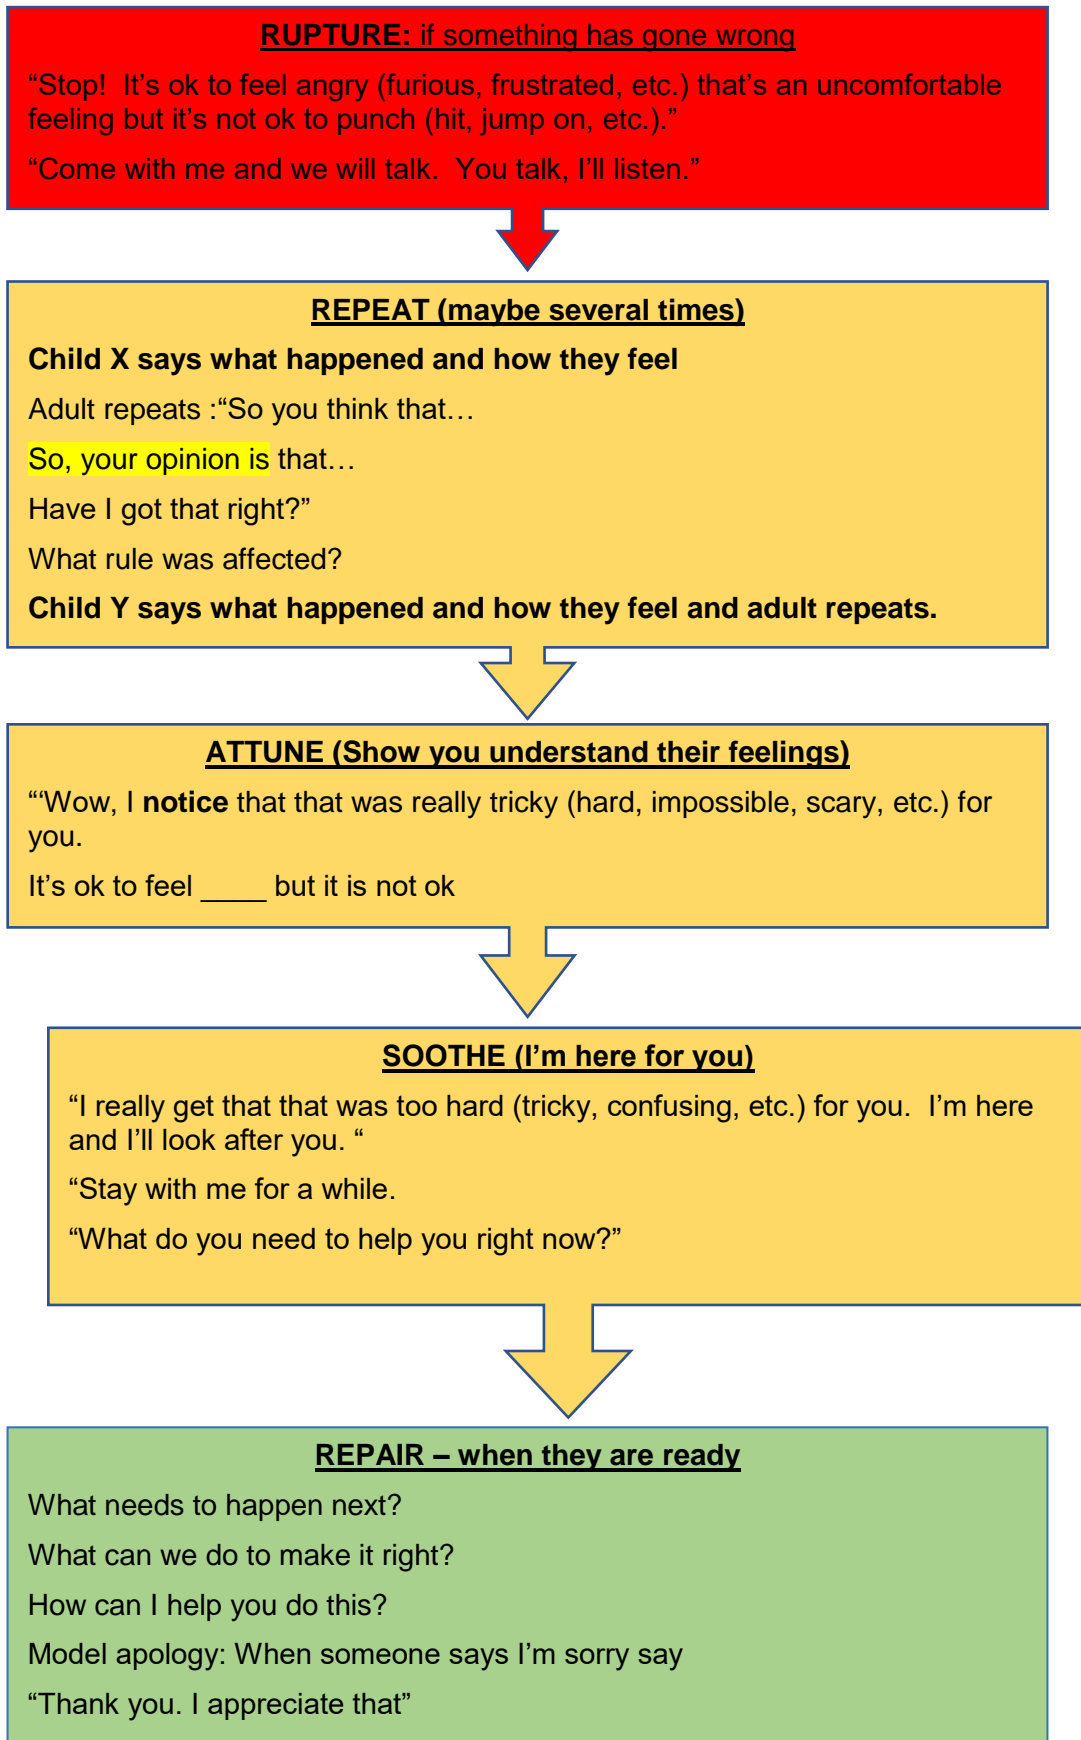 RUPTURE: if something has gone wrong
“Stop!  It’s ok to feel angry (furious, frustrated, etc.) that’s an uncomfortable
feeling but it’s not ok to punch (hit, jump on, etc.).”
“Come with me and we will talk.  You talk, I’ll listen.”
REPEAT (maybe several times)
Child X says what happened and how they feel
Adult repeats :“So you think that…
So, your opinion is that…
Have I got that right?”
What rule was affected?
Child Y says what happened and how they feel and adult repeats.
ATTUNE (Show you understand their feelings)
“‘Wow, I notice that that was really tricky (hard, impossible, scary, etc.) for
you.
It’s ok to feel ____ but it is not ok
SOOTHE (I’m here for you)
“I really get that that was too hard (tricky, confusing, etc.) for you.  I’m here
and I’ll look after you. “
“Stay with me for a while.
“What do you need to help you right now?”
REPAIR – when they are ready
What needs to happen next?
What can we do to make it right?
How can I help you do this?
Model apology: When someone says I’m sorry say
“Thank you. I appreciate that”